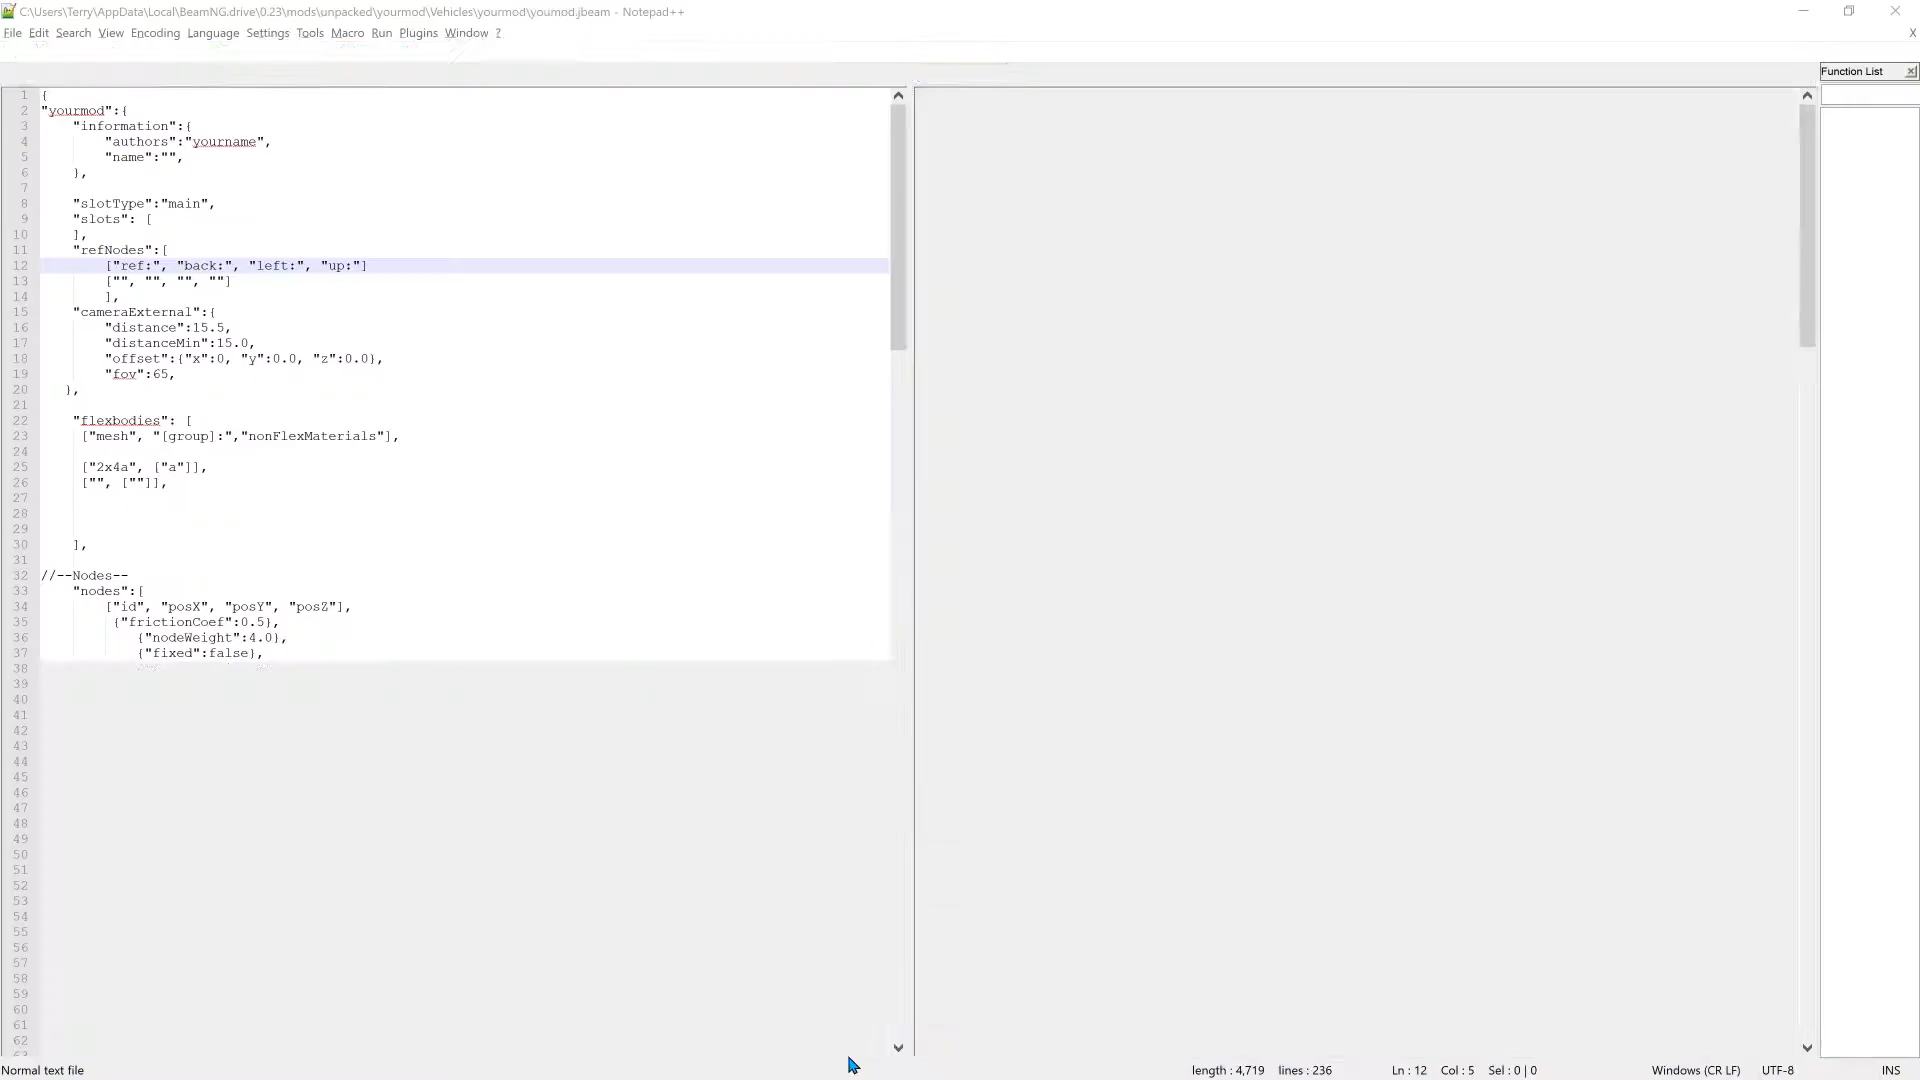 C:\Users\Terry\AppData\Local\BeamNG.drive\0.23\mods\unpacked\yourmod\Vehicles\yourmod\youmod.jbeam - Notepad++
File Edit Search View Encoding Language Settings Tools Macro Run Plugins Window ? X
Function List
1 {
2 "yourmod":{
3 "information":{
4 "authors":"yourname",
5 "name":"",
6 },
7
8 "slotType":"main",
9 "slots": [
10 ],
11 "refNodes":[
12 ["ref:", "back:", "left:", "up:"]
13 ["", "", "", ""]
14 ],
15 "cameraExternal":{
16 "distance":15.5,
17 "distanceMin":15.0,
18 "offset":{"x":0, "y":0.0, "z":0.0},
19 "fov":65,
20 },
21
22 "flexbodies": [
23 ["mesh", "[group]:","nonFlexMaterials"],
24
25 ["2x4a", ["a"]],
26 ["", [""]],
27
28
29
30 ],
31
32 //--Nodes--
33 "nodes":[
34 ["id", "posX", "posY", "posZ"],
35 {"frictionCoef":0.5},
36 {"nodeWeight":4.0},
37 {"fixed":false},
38
39
40
41
42
43
44
45
46
47
48
49
50
51
52
53
54
55
56
57
58
59
60
61
62
Normal text file length : 4,719 lines : 236 Ln : 12 Col : 5 Sel : 0 | 0 Windows (CR LF) UTF-8 INS